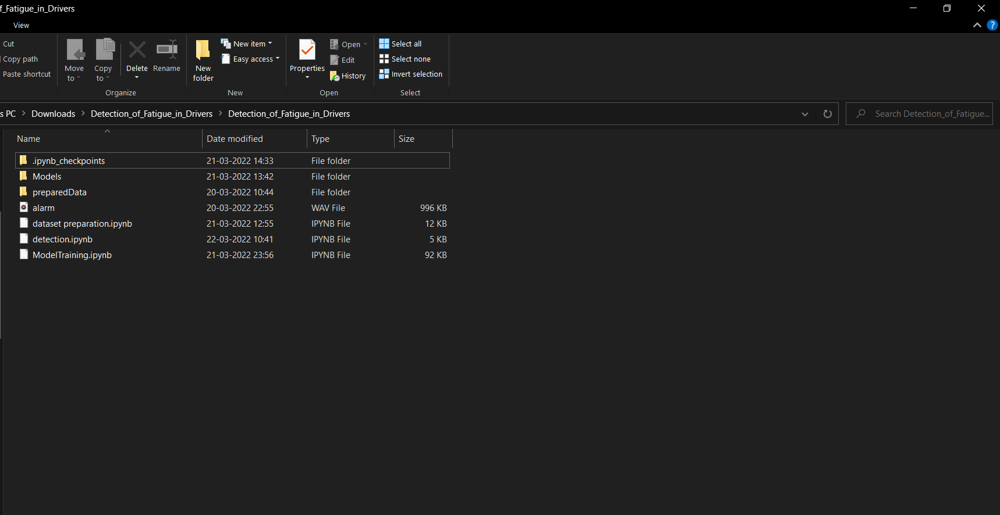 f_Fatigue_in_Drivers
View
?
Cut
Copy path
Paste shortcut
Move to
Copy to
Delete
Rename
Organize
New folder
New item
Easy access
New
Properties
Open
Edit
History
Open
Select all
Select none
Invert selection
Select
s PC > Downloads > Detection_of_Fatigue_in_Drivers > Detection_of_Fatigue_in_Drivers
Search Detection_of_Fatigue...
Name Date modified Type Size
.ipynb_checkpoints 21-03-2022 14:33 File folder
Models 21-03-2022 13:42 File folder
preparedData 20-03-2022 10:44 File folder
alarm 20-03-2022 22:55 WAV File 996 KB
dataset preparation.ipynb 21-03-2022 12:55 IPYNB File 12 KB
detection.ipynb 22-03-2022 10:41 IPYNB File 5 KB
ModelTraining.ipynb 21-03-2022 23:56 IPYNB File 92 KB